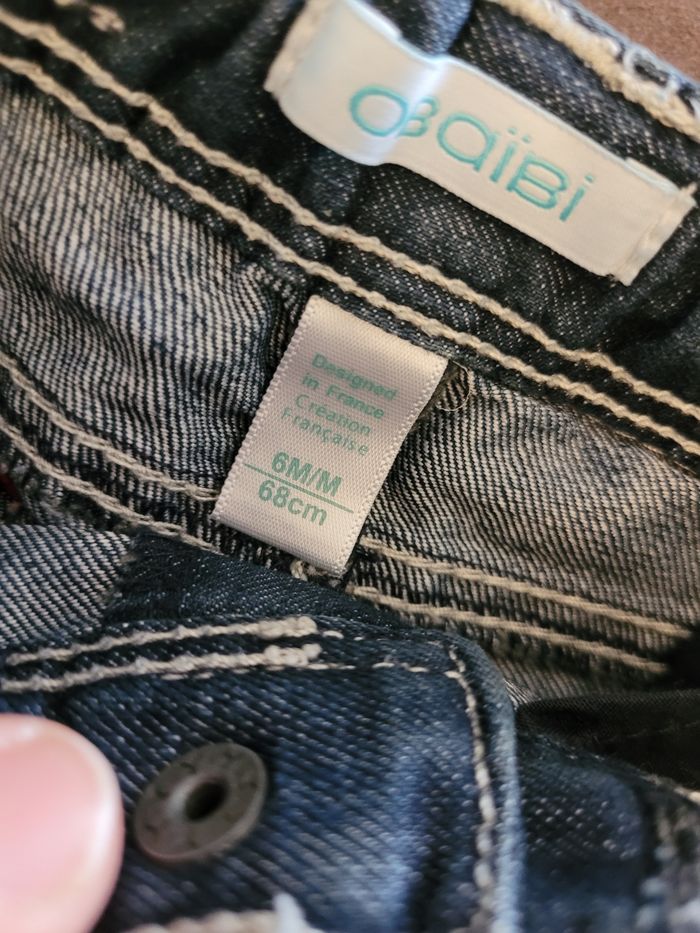 OBAÏBI
Designed
in France
Création
Française
6M/M
68cm